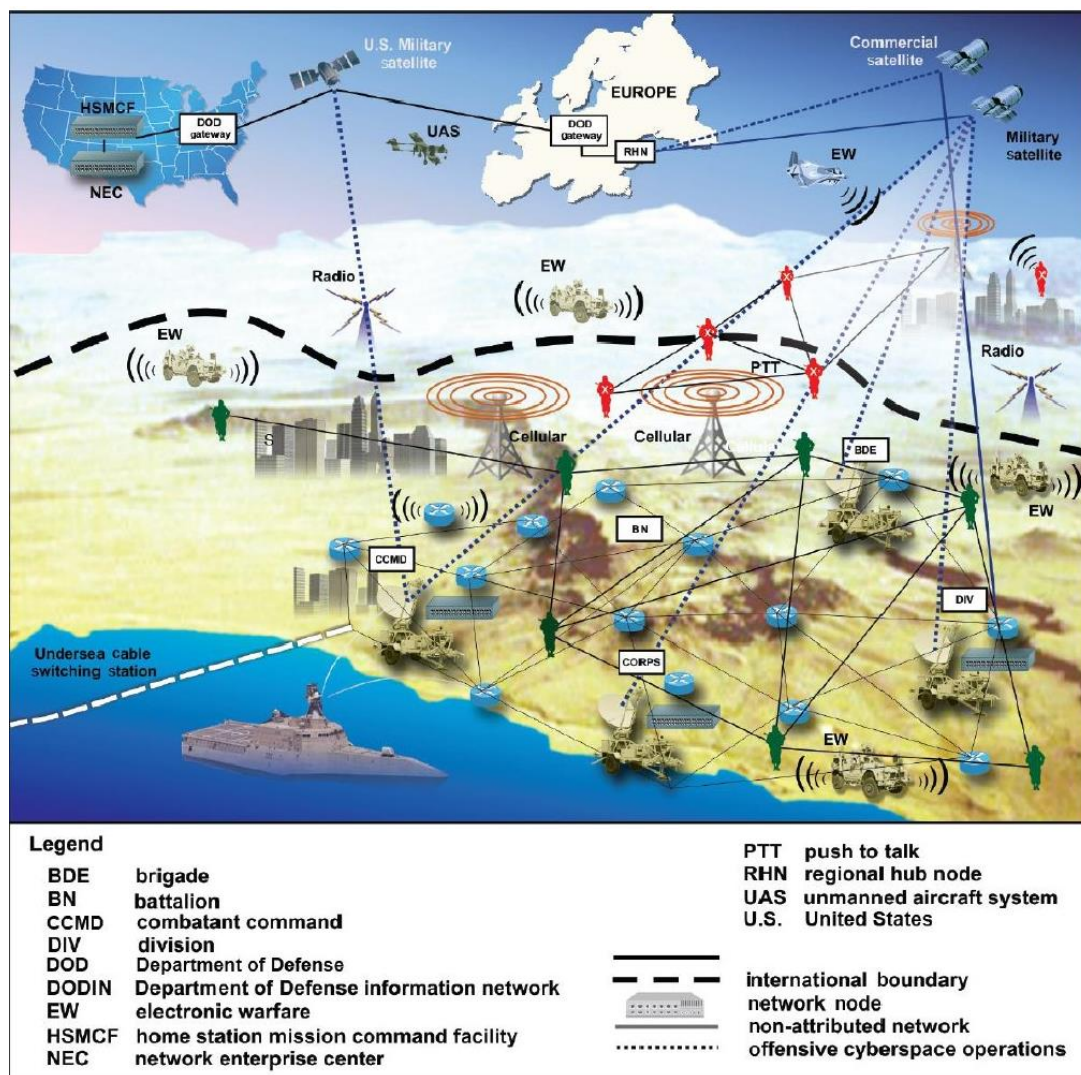 U.S. Military
satellite
Commercial
satellite
HSMCF
DOD
gateway
NEC
UAS
EUROPE
DOD
gateway
RHN
EW
Military
satellite
Radio
EW
EW
PTT
Radio
S
Cellular
Cellular
BDE
EW
BN
CCMD
DIV
Undersea cable
switching station
CORPS
EW
Legend
BDE brigade
BN battalion
CCMD combatant command
DIV division
DOD Department of Defense
DODIN Department of Defense information network
EW electronic warfare
HSMCF home station mission command facility
NEC network enterprise center
PTT push to talk
RHN regional hub node
UAS unmanned aircraft system
U.S. United States
international boundary
network node
non-attributed network
offensive cyberspace operations